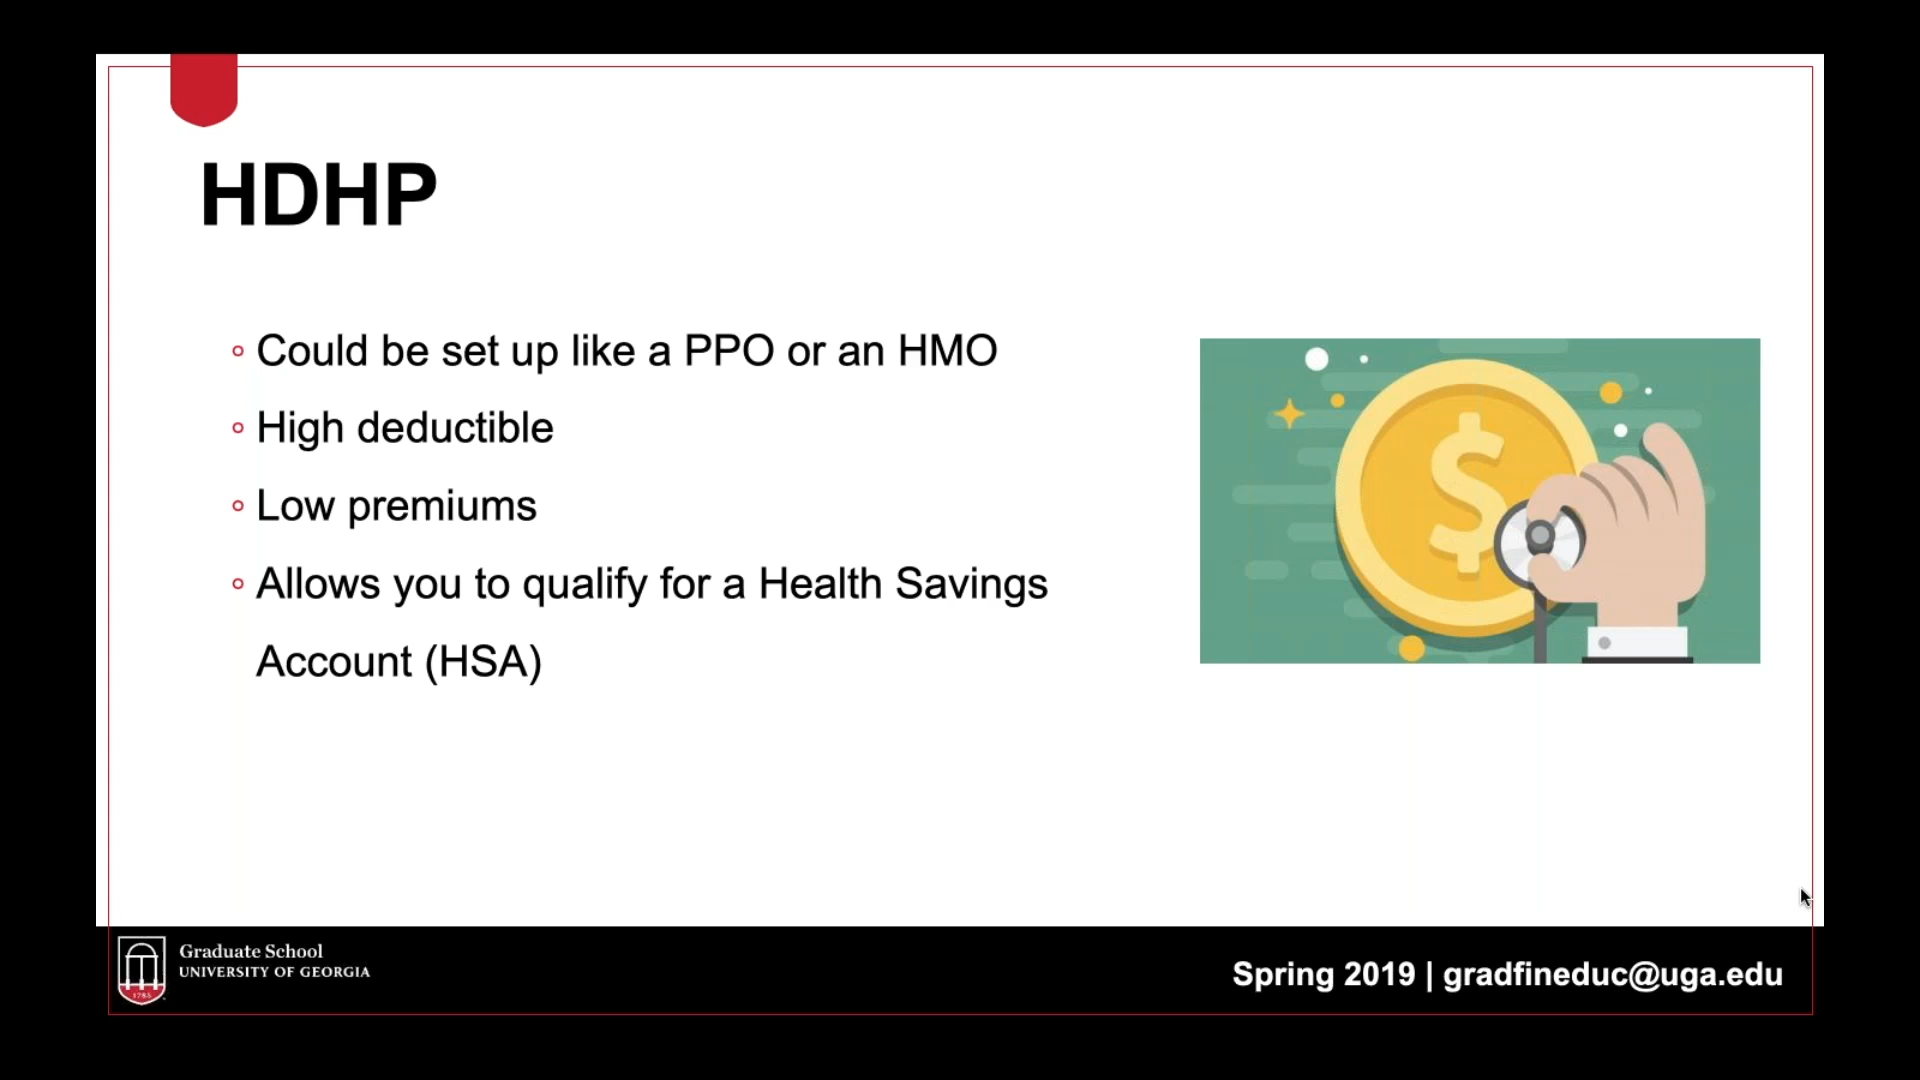 HDHP
◦ Could be set up like a PPO or an HMO
◦ High deductible
◦ Low premiums
◦ Allows you to qualify for a Health Savings
Account (HSA)
$
Graduate School
UNIVERSITY OF GEORGIA
1785
Spring 2019 | gradfineduc@uga.edu